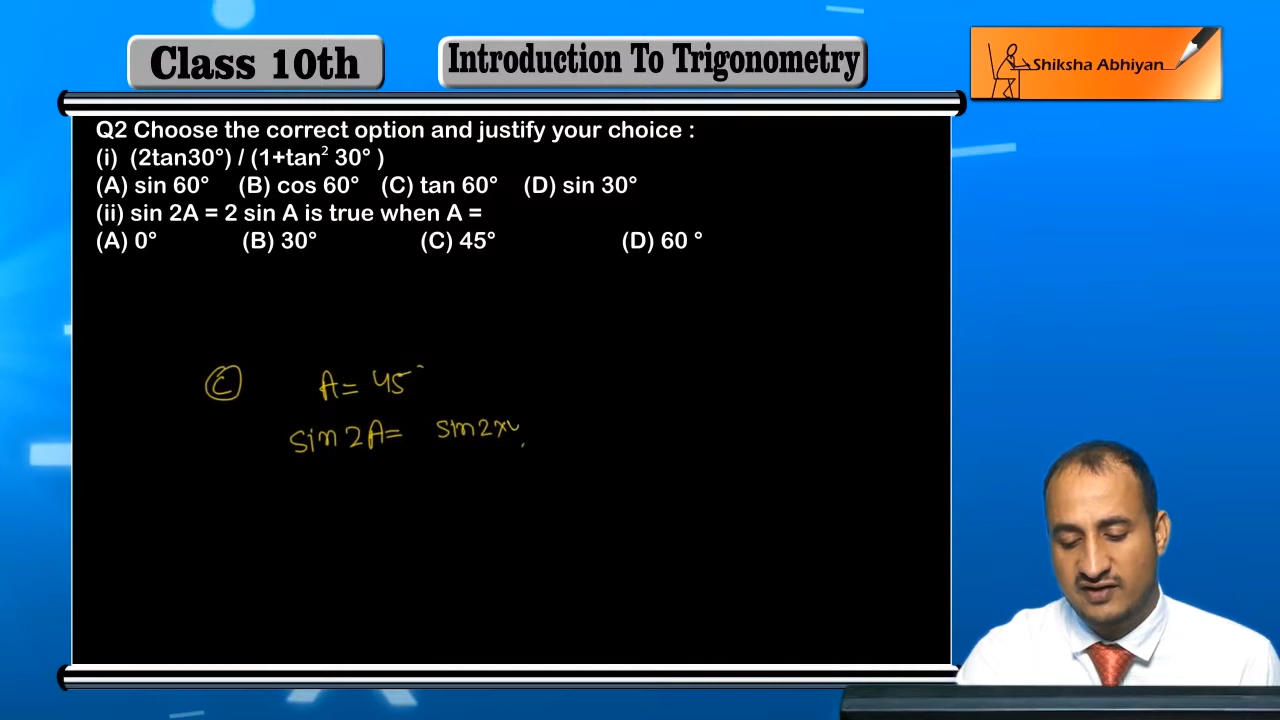 Class 10th
Introduction To Trigonometry
Shiksha Abhiyan
Q2 Choose the correct option and justify your choice :
(i) (2tan30°) / (1+tan² 30° )
(A) sin 60° (B) cos 60° (C) tan 60° (D) sin 30°
(ii) sin 2A = 2 sin A is true when A =
(A) 0° (B) 30° (C) 45° (D) 60 °
(C) A = 45°
sin 2A = sin 2×